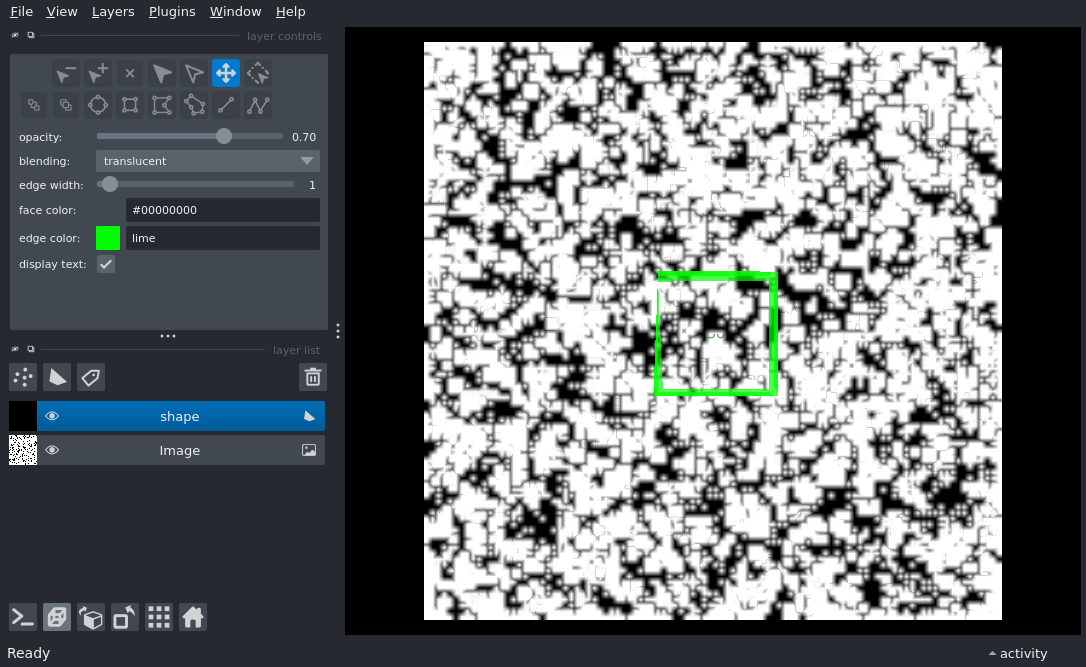 File View Layers Plugins Window Help
layer controls
opacity: 0.70
blending: translucent
edge width: 1
face color: #00000000
edge color: lime
display text:
layer list
shape
Image
Ready
activity